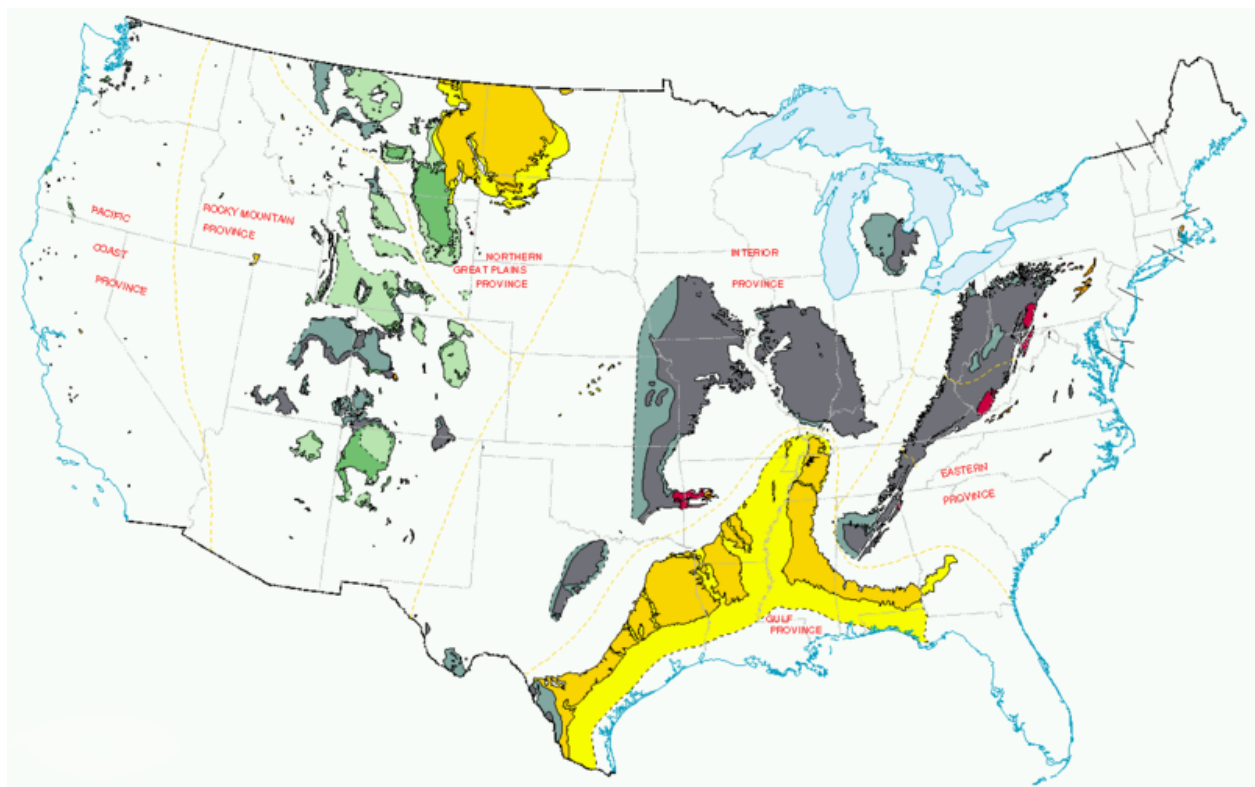 PACIFIC
COAST
PROVINCE
ROCKY MOUNTAIN
PROVINCE
NORTHERN
GREAT PLAINS
PROVINCE
INTERIOR
PROVINCE
EASTERN
PROVINCE
GULF
PROVINCE